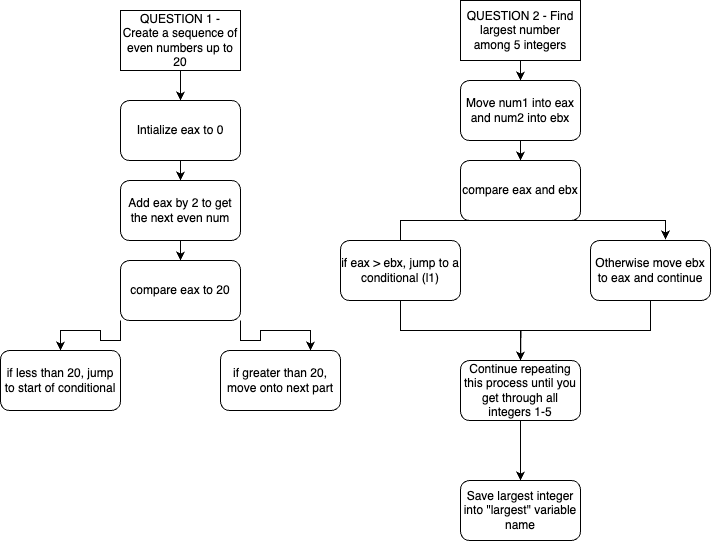 QUESTION 1 -
Create a sequence of
even numbers up to
20
Intialize eax to 0
Add eax by 2 to get
the next even num
compare eax to 20
if less than 20, jump
to start of conditional
if greater than 20,
move onto next part
QUESTION 2 - Find
largest number
among 5 integers
Move num1 into eax
and num2 into ebx
compare eax and ebx
if eax > ebx, jump to a
conditional (l1)
Otherwise move ebx
to eax and continue
Continue repeating
this process until you
get through all
integers 1-5
Save largest integer
into "largest" variable
name